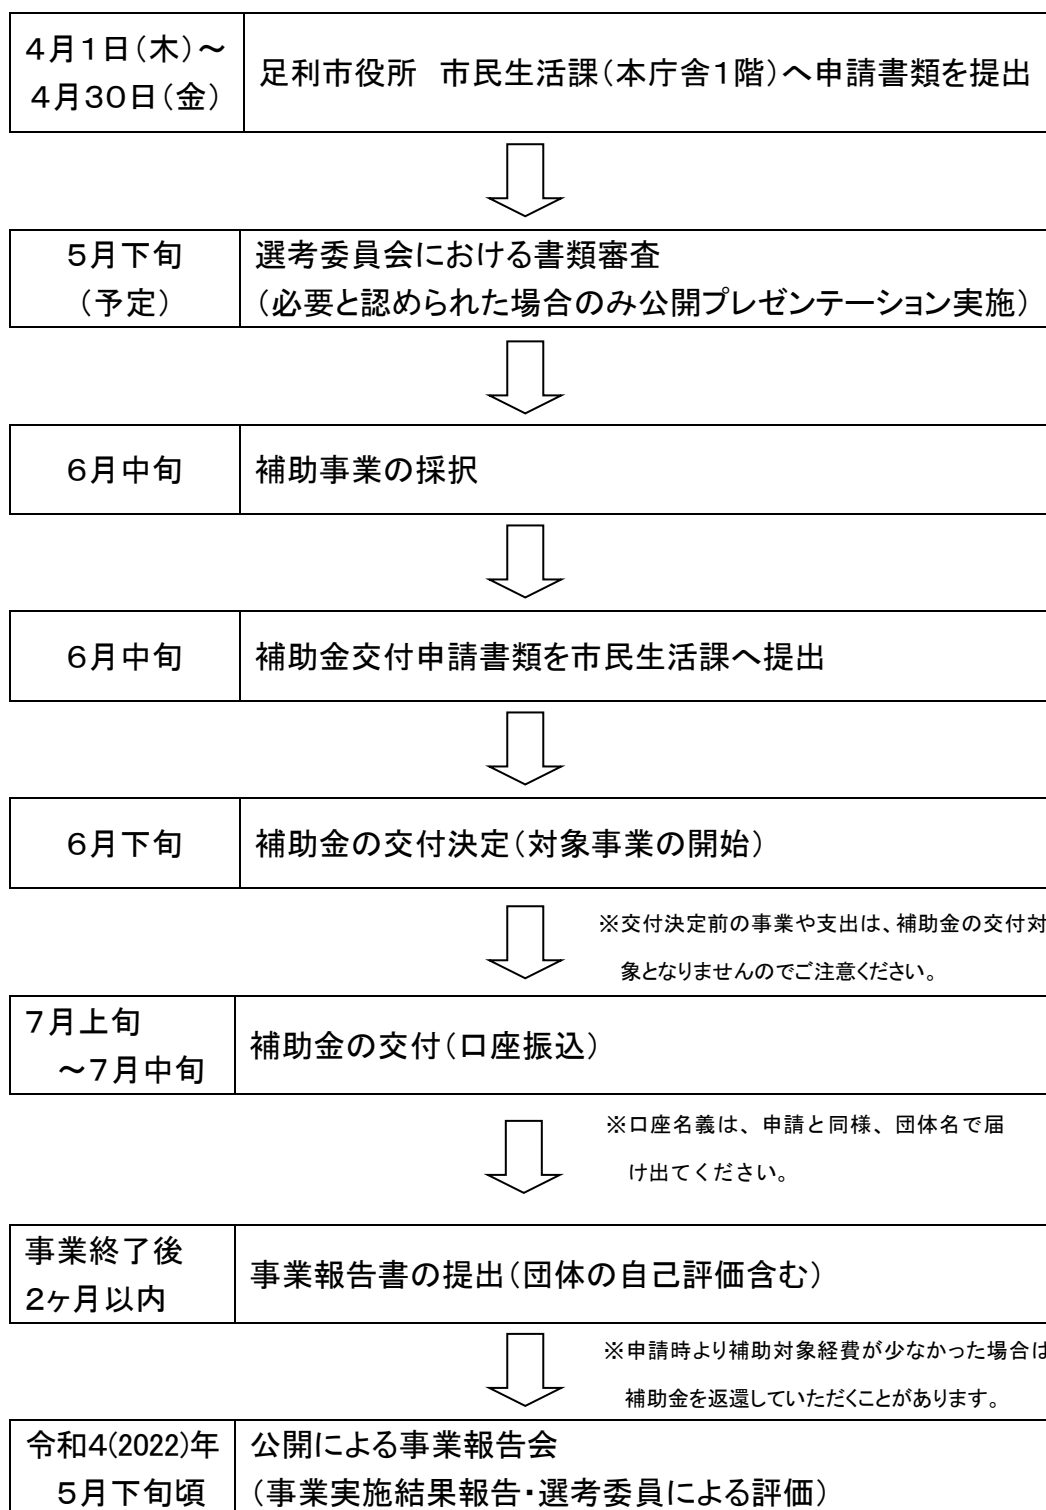 4月1日(木)～
4月30日(金)
足利市役所　市民生活課(本庁舎1階)へ申請書類を提出
5月下旬
(予定)
選考委員会における書類審査
(必要と認められた場合のみ公開プレゼンテーション実施)
6月中旬
補助事業の採択
6月中旬
補助金交付申請書類を市民生活課へ提出
6月下旬
補助金の交付決定(対象事業の開始)
※交付決定前の事業や支出は、補助金の交付対
象となりませんのでご注意ください。
7月上旬
～7月中旬
補助金の交付(口座振込)
※口座名義は、申請と同様、団体名で届
け出てください。
事業終了後
2ヶ月以内
事業報告書の提出(団体の自己評価含む)
※申請時より補助対象経費が少なかった場合は
補助金を返還していただくことがあります。
令和4(2022)年
5月下旬頃
公開による事業報告会
(事業実施結果報告・選考委員による評価)